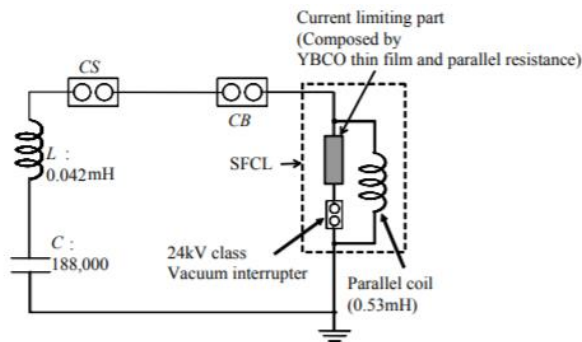 Current limiting part
(Composed by
YBCO thin film and parallel resistance)
CS
CB
L :
0.042mH
SFCL
C :
188,000
24kV class
Vacuum interrupter
Parallel coil
(0.53mH)